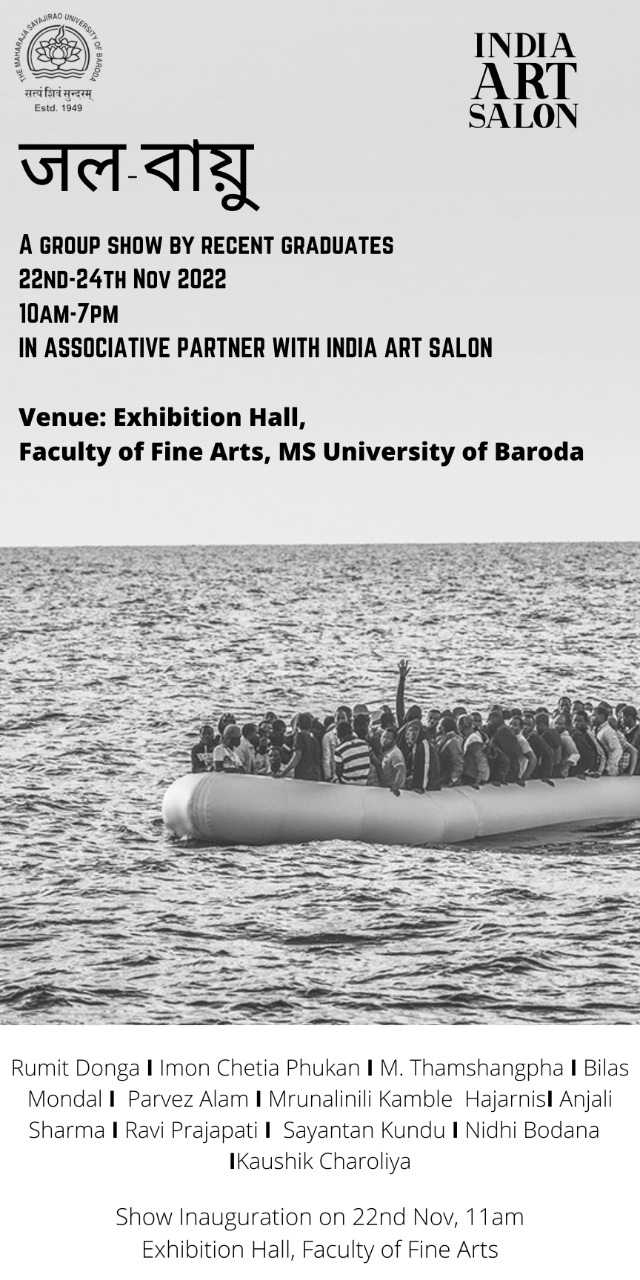 THE MAHARAJA SAYAJIRAO UNIVERSITY OF BARODA
सत्यं शिवं सुन्दरम्
Estd. 1949
INDIA
ART
SALON
জল-বায়ু
A GROUP SHOW BY RECENT GRADUATES
22ND-24TH NOV 2022
10AM-7PM
IN ASSOCIATIVE PARTNER WITH INDIA ART SALON
Venue: Exhibition Hall,
Faculty of Fine Arts, MS University of Baroda
Rumit Donga I Imon Chetia Phukan I M. Thamshangpha I Bilas
Mondal I Parvez Alam I Mrunalinili Kamble Hajarnis I Anjali
Sharma I Ravi Prajapati I Sayantan Kundu I Nidhi Bodana
IKaushik Charoliya
Show Inauguration on 22nd Nov, 11am
Exhibition Hall, Faculty of Fine Arts